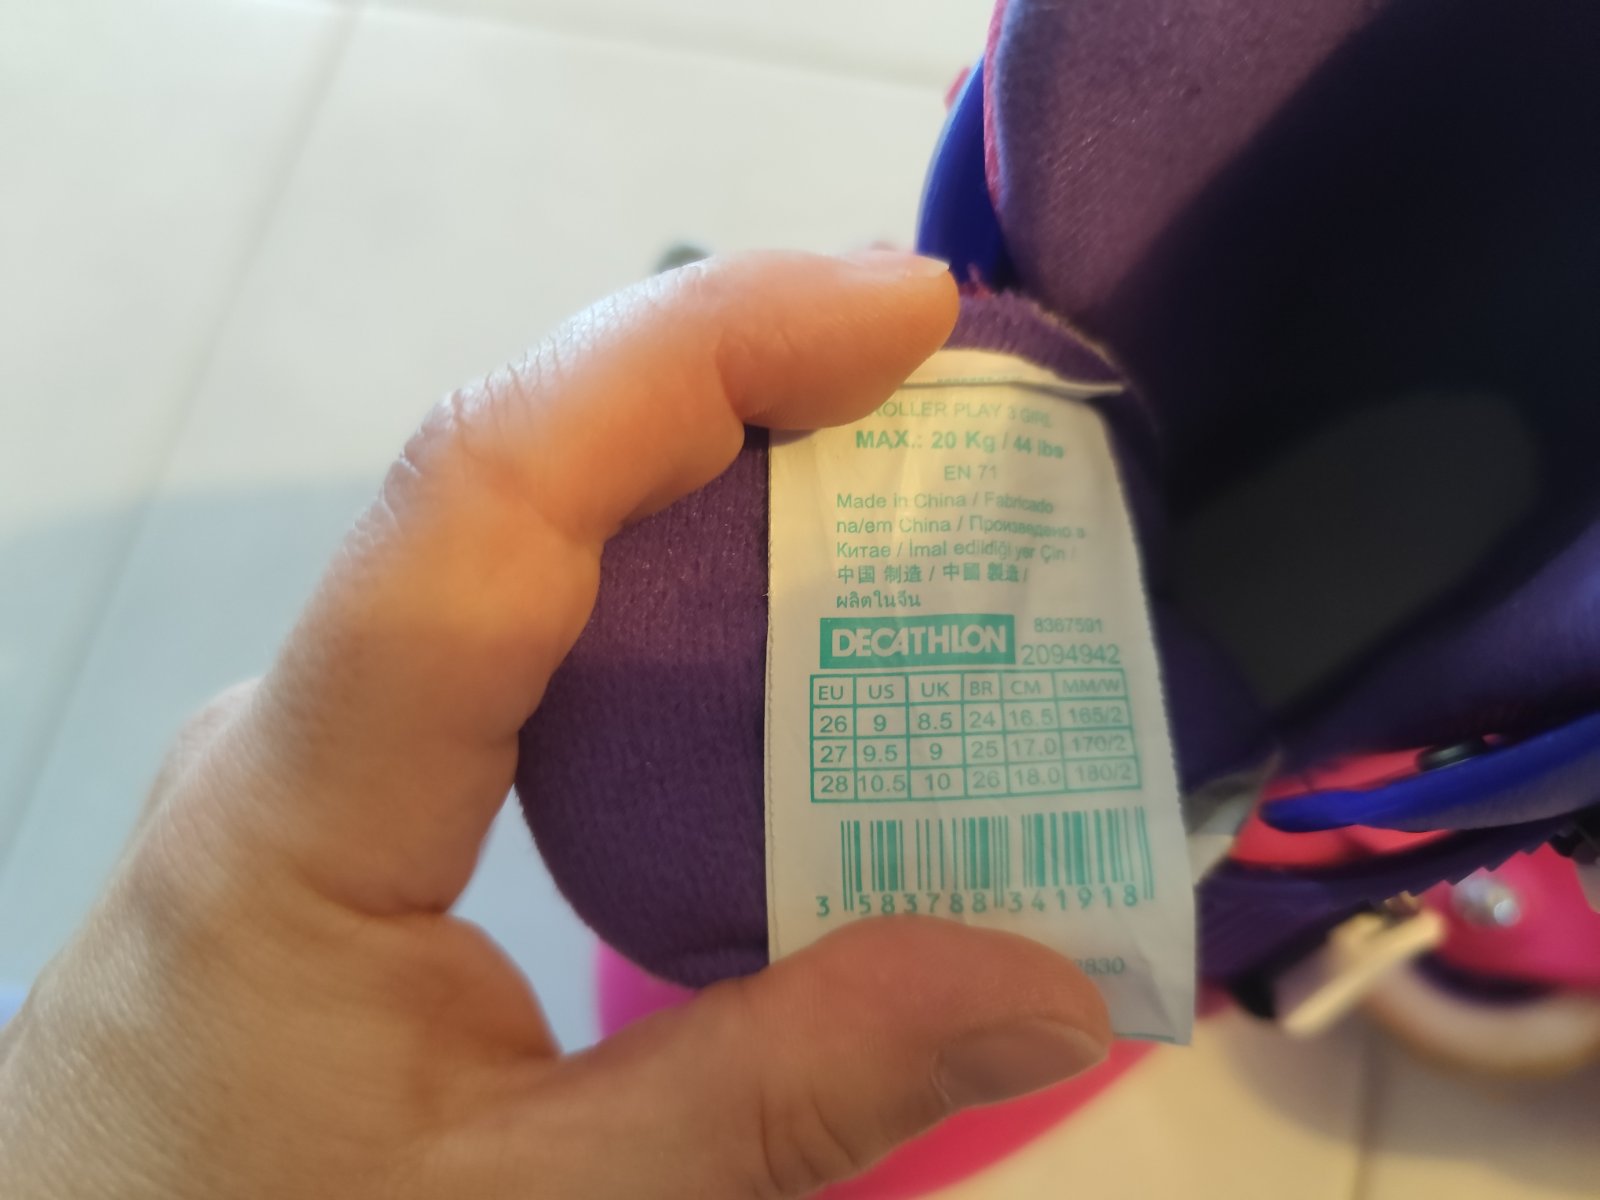 ROLLER PLAY 3 GIRL
MAX.: 20 Kg / 44 lbs
EN 71
Made in China / Fabricado
na/em China / Произведено в
Китае / İmal edildiği yer Çin /
中国 制造 / 中國 製造/
ผลิตในจีน
DECATHLON
8367591
2094942
EU US UK BR CM MM/W
26 9 8.5 24 16.5 165/2
27 9.5 9 25 17.0 170/2
28 10.5 10 26 18.0 180/2
3 583788 341918